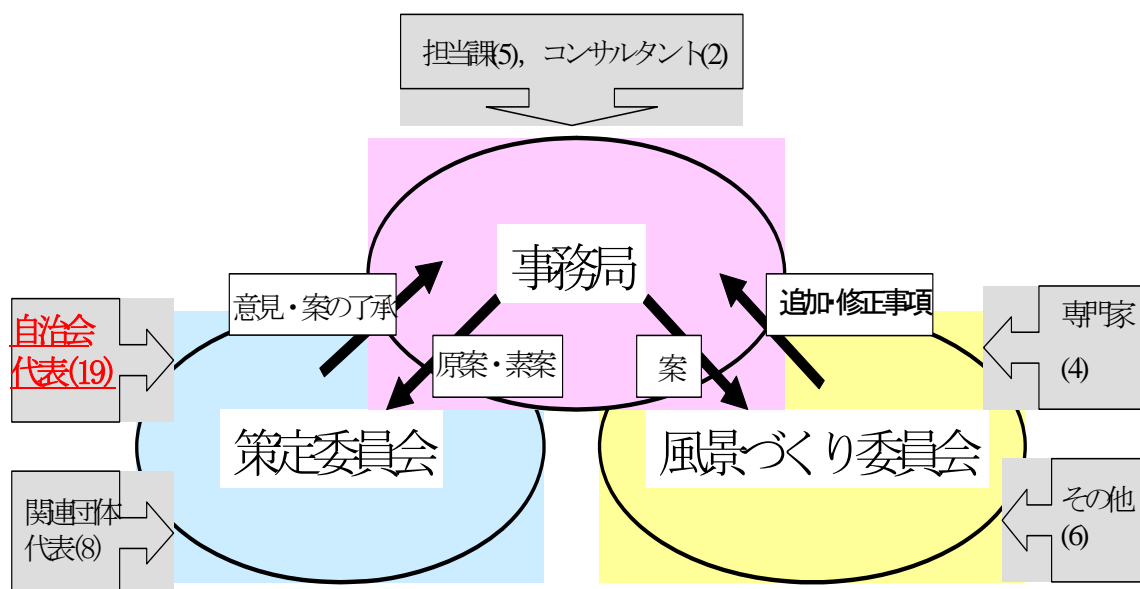 担当課(5), コンサルタント(2)
事務局
意見・案の了承
追加・修正事項
自治会
代表(19)
専門家
(4)
原案・素案
案
策定委員会
風景づくり委員会
関連団体
代表(8)
その他
(6)